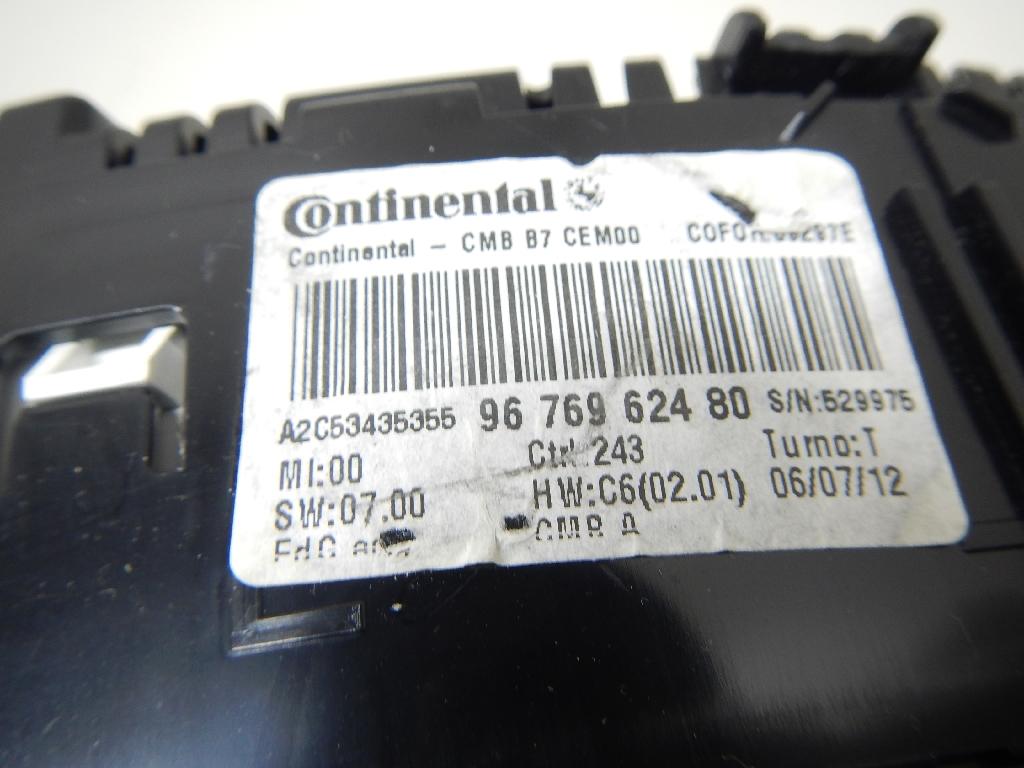 Continental
Continental - CMB B7 CEM00
A2C53435355 96 769 624 80 S/N:529975
MI:00 Ctrl:243 Turno:T
SW:07.00 HW:C6(02.01) 06/07/12